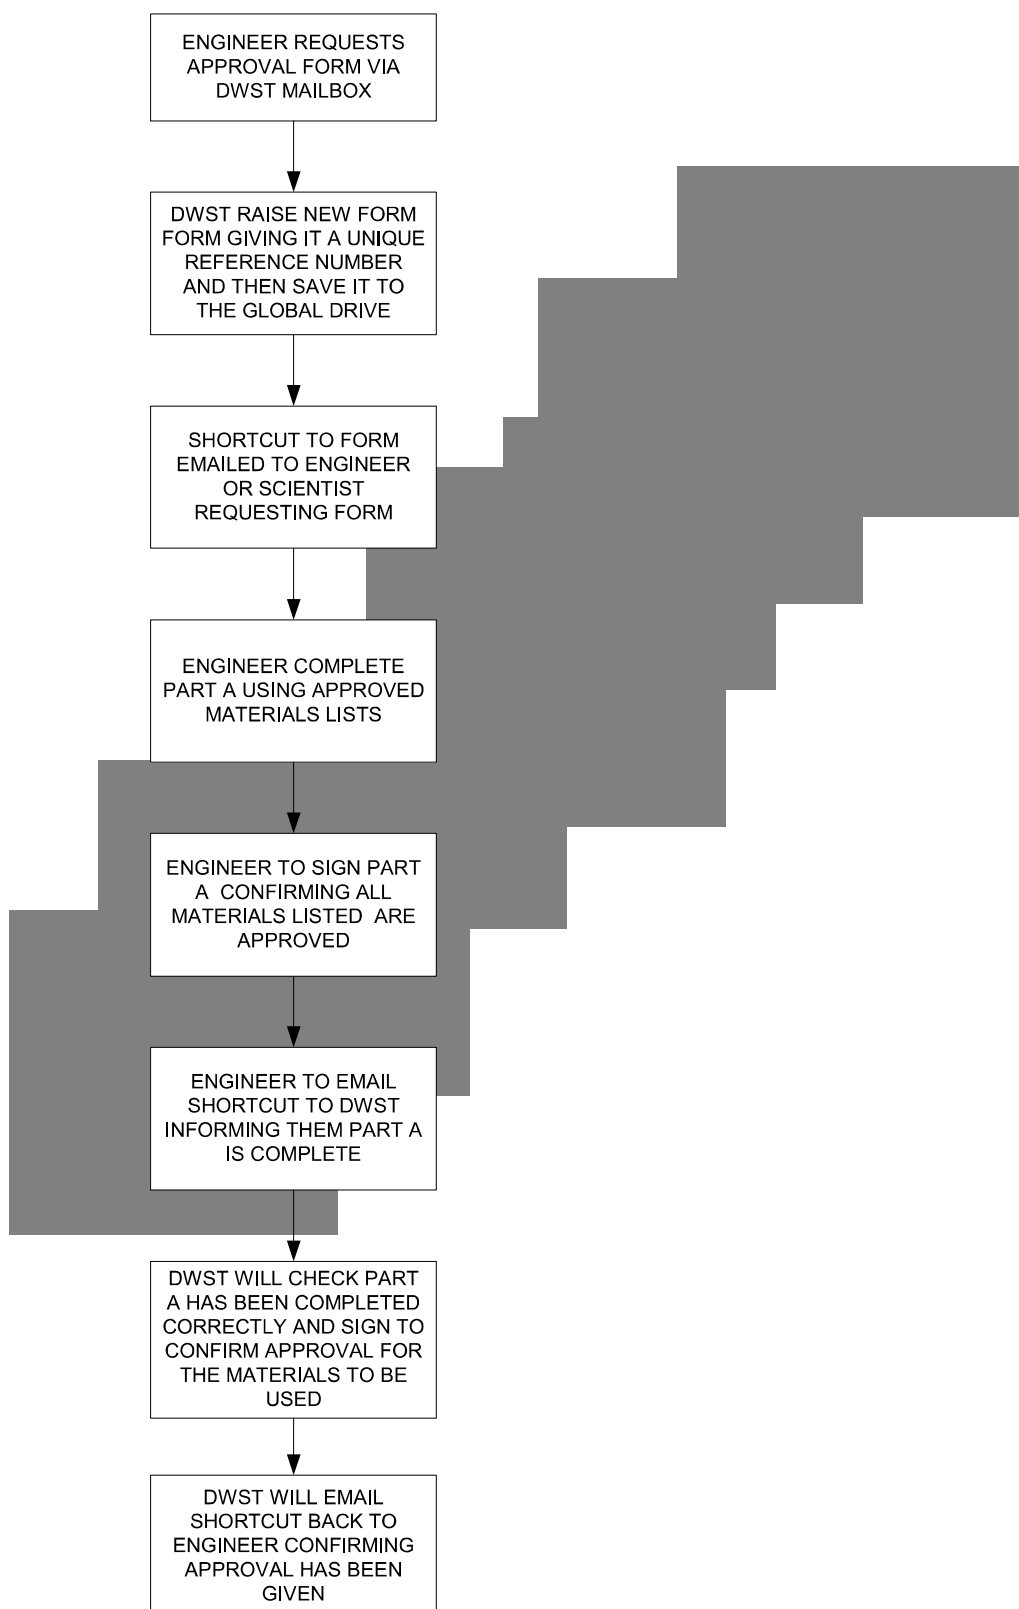 ENGINEER REQUESTS
APPROVAL FORM VIA
DWST MAILBOX
DWST RAISE NEW FORM
FORM GIVING IT A UNIQUE
REFERENCE NUMBER
AND THEN SAVE IT TO
THE GLOBAL DRIVE
SHORTCUT TO FORM
EMAILED TO ENGINEER
OR SCIENTIST
REQUESTING FORM
ENGINEER COMPLETE
PART A USING APPROVED
MATERIALS LISTS
ENGINEER TO SIGN PART
A CONFIRMING ALL
MATERIALS LISTED ARE
APPROVED
ENGINEER TO EMAIL
SHORTCUT TO DWST
INFORMING THEM PART A
IS COMPLETE
DWST WILL CHECK PART
A HAS BEEN COMPLETED
CORRECTLY AND SIGN TO
CONFIRM APPROVAL FOR
THE MATERIALS TO BE
USED
DWST WILL EMAIL
SHORTCUT BACK TO
ENGINEER CONFIRMING
APPROVAL HAS BEEN
GIVEN